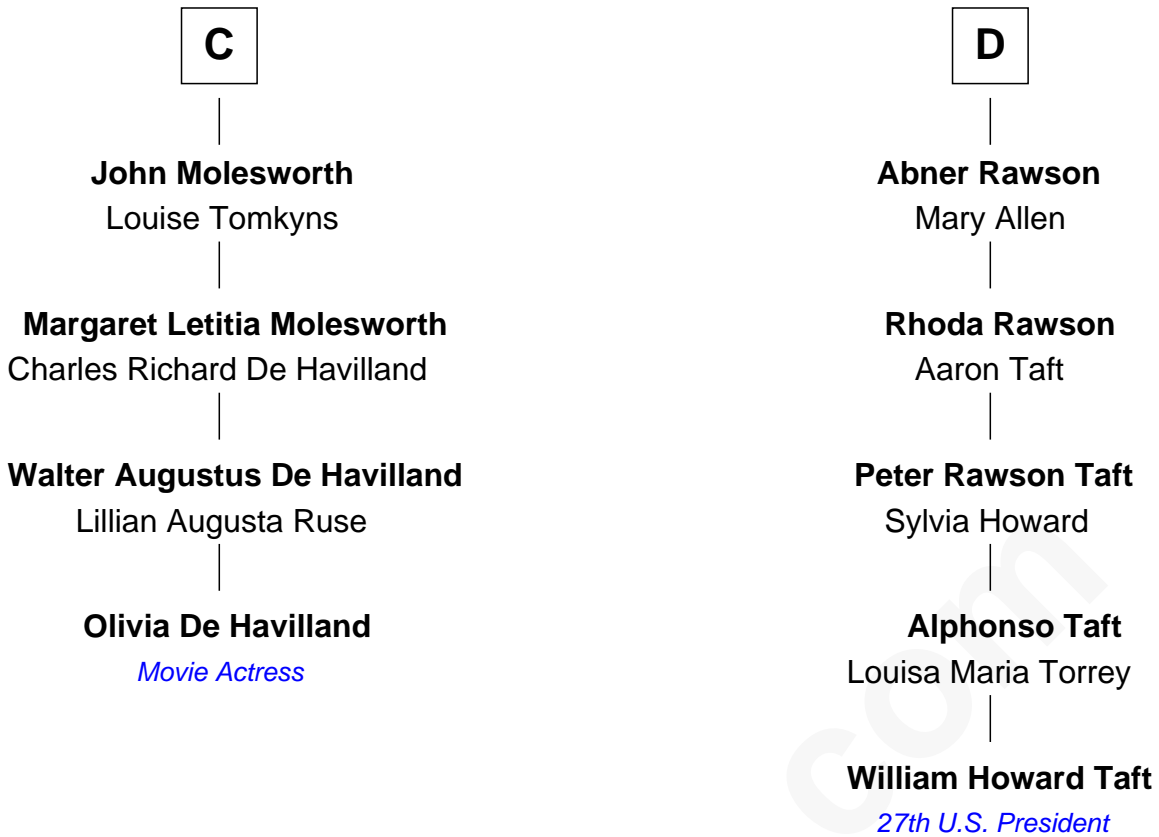 C
John Molesworth
Louise Tomkyns
Margaret Letitia Molesworth
Charles Richard De Havilland
Walter Augustus De Havilland
Lillian Augusta Ruse
Olivia De Havilland
Movie Actress
D
Abner Rawson
Mary Allen
Rhoda Rawson
Aaron Taft
Peter Rawson Taft
Sylvia Howard
Alphonso Taft
Louisa Maria Torrey
William Howard Taft
27th U.S. President
com